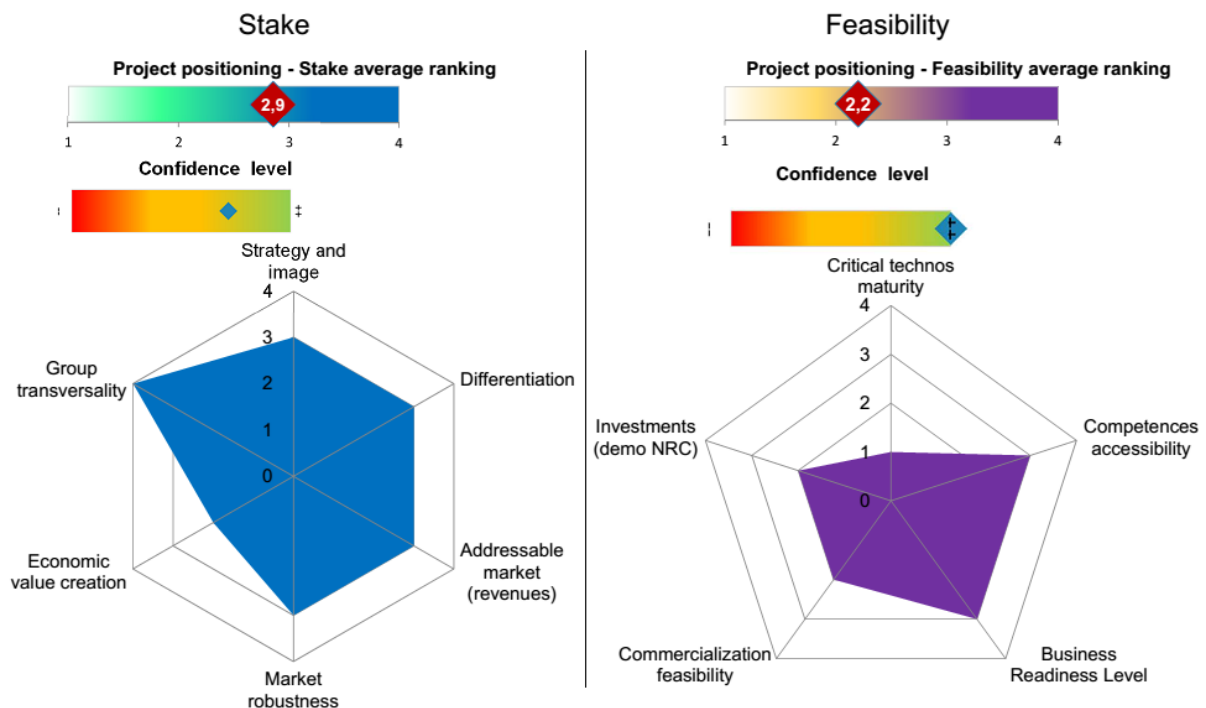 Stake
Project positioning - Stake average ranking
2,9
1 2 3 4
Confidence level
Strategy and
image
4
3
2
1
0
Group
transversality
Differentiation
Economic
value creation
Addressable
market
(revenues)
Market
robustness
Feasibility
Project positioning - Feasibility average ranking
2,2
1 2 3 4
Confidence level
Critical technos
maturity
4
3
2
1
0
Investments
(demo NRC)
Competences
accessibility
Commercialization
feasibility
Business
Readiness Level